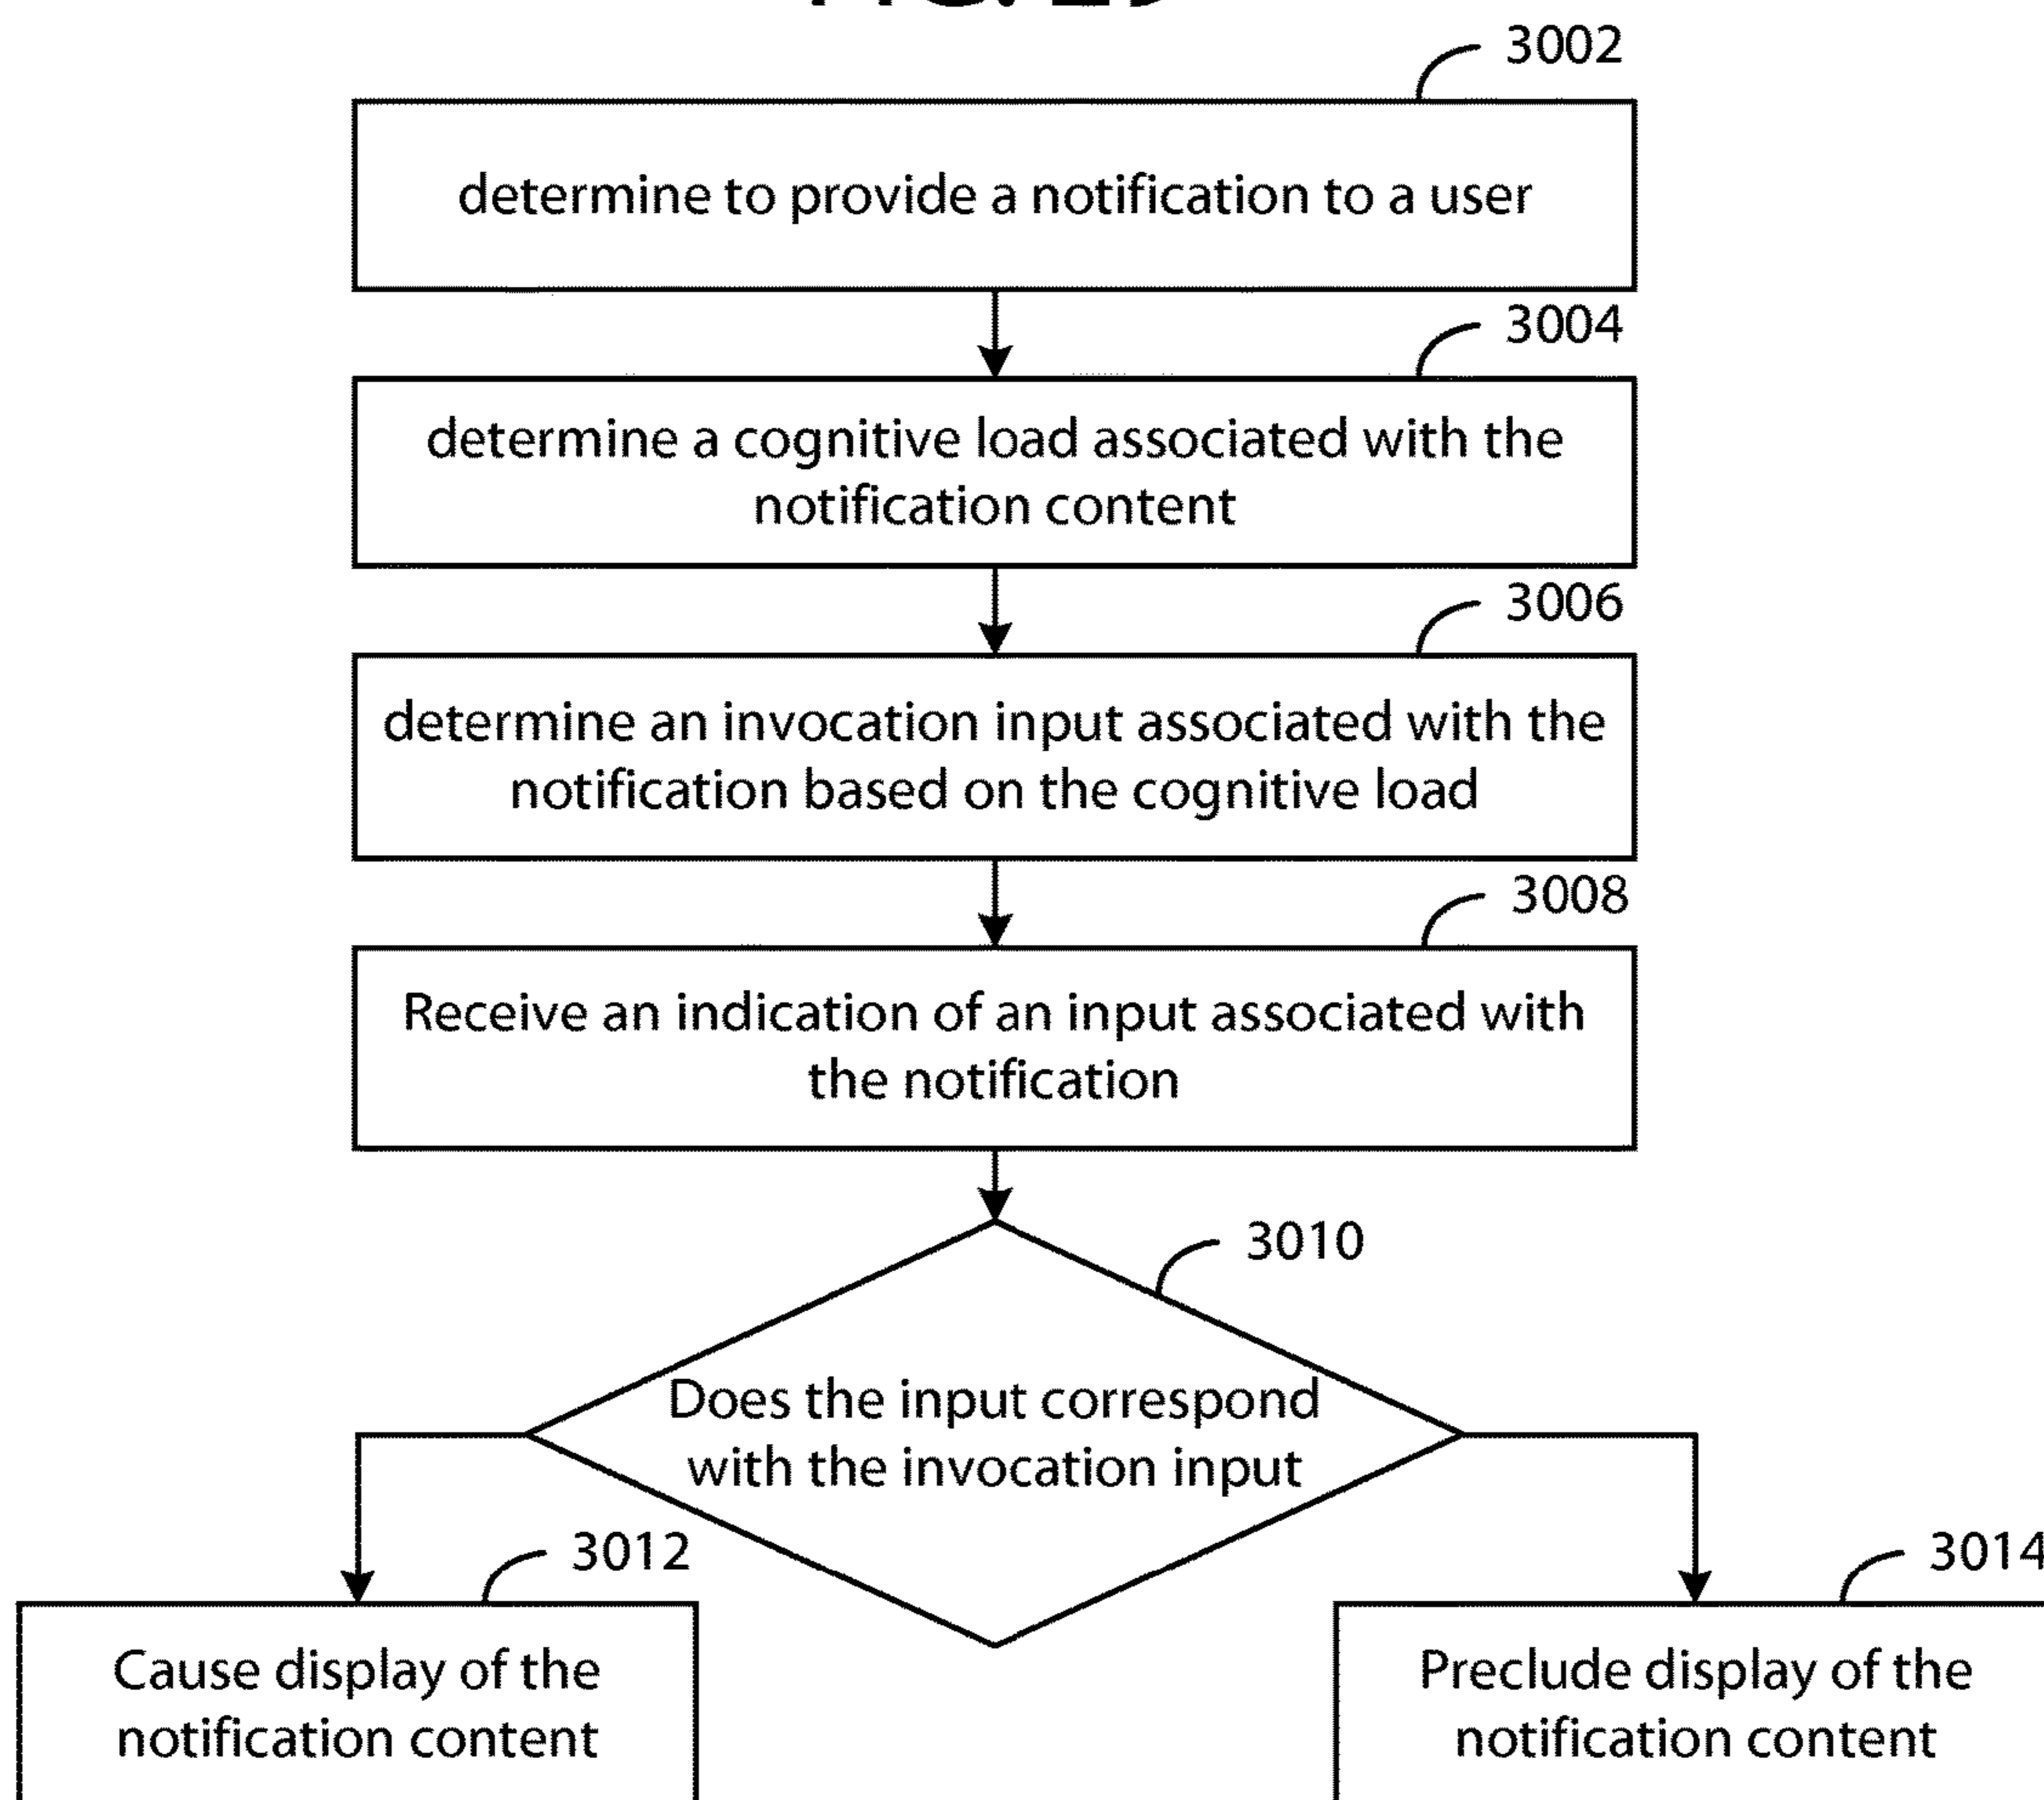 3002
determine to provide a notification to a user
3004
determine a cognitive load associated with the
notification content
3006
determine an invocation input associated with the
notification based on the cognitive load
3008
Receive an indication of an input associated with
the notification
3010
Does the input correspond
with the invocation input
3012
3014
Cause display of the
notification content
Preclude display of the
notification content